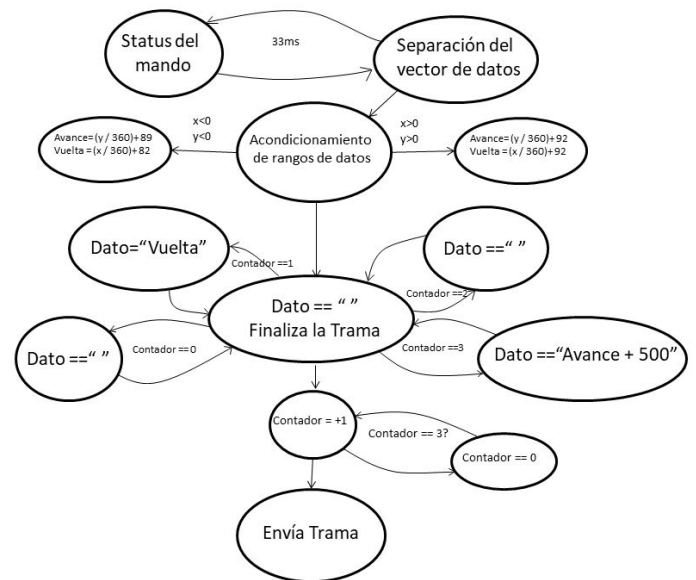 Status del
mando
33ms
Separación del
vector de datos
x<0
y<0
Acondicionamiento
de rangos de datos
x>0
y>0
Avance=(y / 360)+89
Vuelta =(x / 360)+82
Avance=(y / 360)+92
Vuelta =(x / 360)+92
Dato=“Vuelta”
Contador ==1
Dato ==“ ”
Contador ==2
Dato == “ ”
Finaliza la Trama
Dato ==“ ”
Contador ==0
Contador ==3
Dato ==“Avance + 500”
Contador = +1
Contador == 3?
Contador == 0
Envía Trama